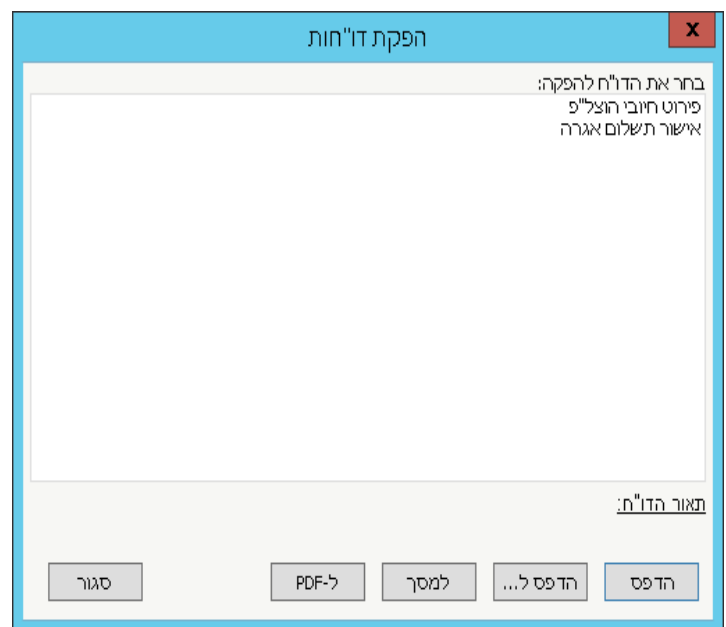 הפקת דו"חות
x
בחר את הדו"ח להפקה:
פירוט חיובי הוצל"פ
אישור תשלום אגרה
תאור הדו"ח:
הדפס
הדפס ל...
למסך
ל-PDF
סגור